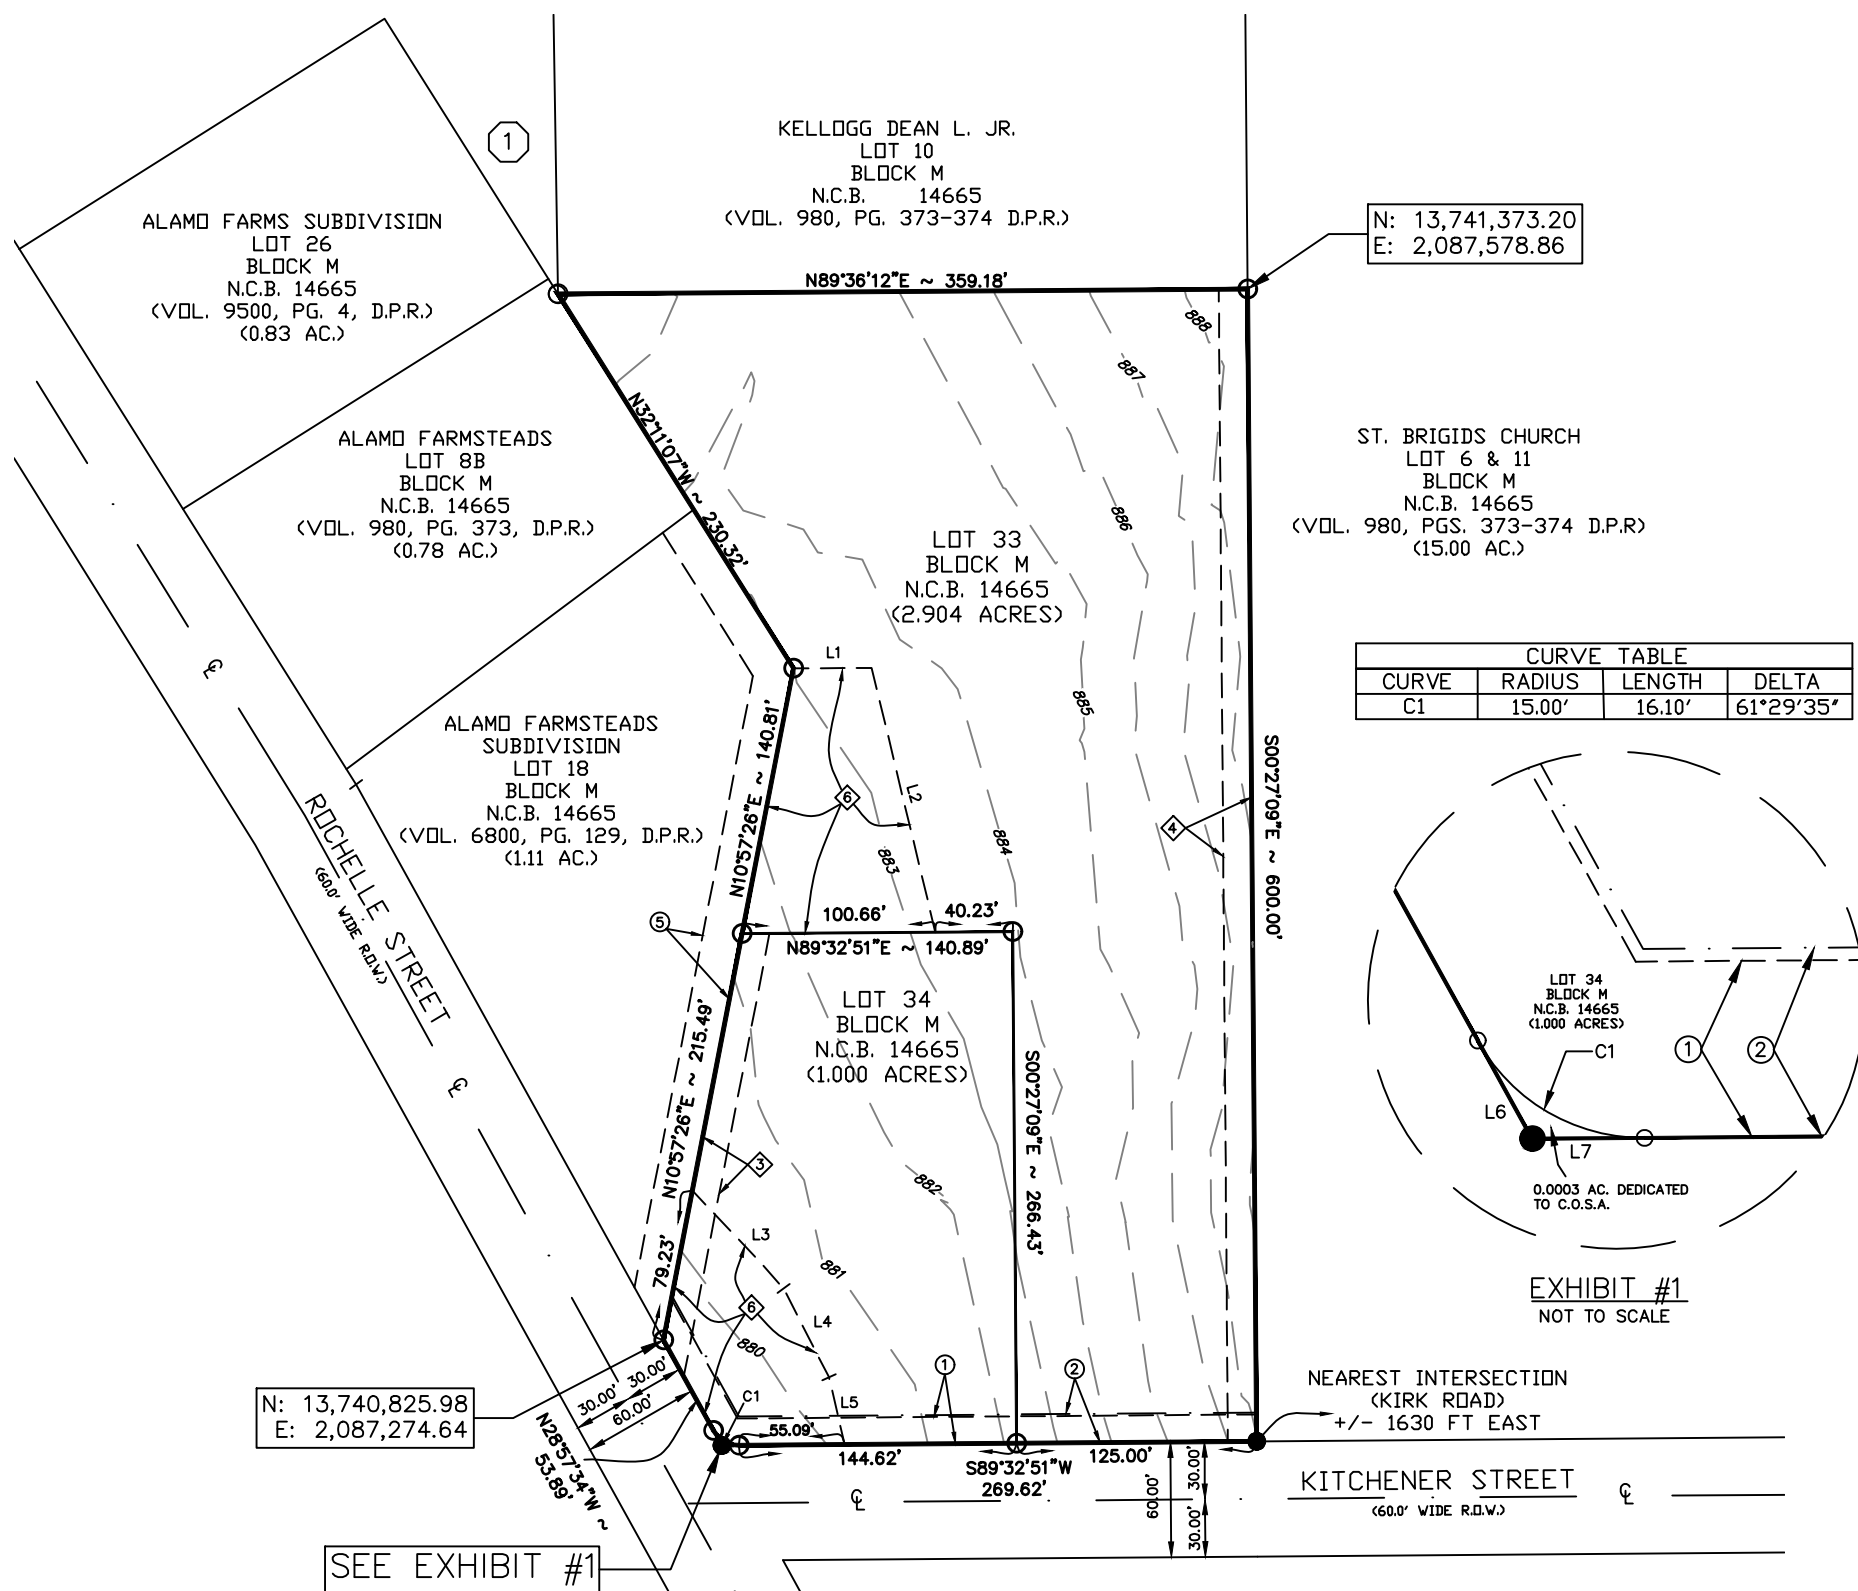 1
KELLOGG DEAN L. JR.
LOT 10
BLOCK M
N.C.B. 14665
(VOL. 980, PG. 373-374 D.P.R.)
ALAMO FARMS SUBDIVISION
LOT 26
BLOCK M
N.C.B. 14665
(VOL. 9500, PG. 4, D.P.R.)
(0.83 AC.)
N: 13,741,373.20
E: 2,087,578.86
N89°36'12"E ~ 359.18'
888
887
886
885
884
883
882
881
880
N32°11'07"W ~ 230.32'
ALAMO FARMSTEADS
LOT 8B
BLOCK M
N.C.B. 14665
(VOL. 980, PG. 373, D.P.R.)
(0.78 AC.)
ST. BRIGIDS CHURCH
LOT 6 & 11
BLOCK M
N.C.B. 14665
(VOL. 980, PGS. 373-374 D.P.R)
(15.00 AC.)
LOT 33
BLOCK M
N.C.B. 14665
(2.904 ACRES)
L1
L2
CURVE TABLE
CURVE RADIUS LENGTH DELTA
C1 15.00' 16.10' 61°29'35"
ALAMO FARMSTEADS
SUBDIVISION
LOT 18
BLOCK M
N.C.B. 14665
(VOL. 6800, PG. 129, D.P.R.)
(1.11 AC.)
N10°57'26"E ~ 140.81'
6
4
S00°27'09"E ~ 600.00'
℄
ROCHELLE STREET
(60.0' WIDE R.O.W.)
℄
5
100.66'
40.23'
N89°32'51"E ~ 140.89'
LOT 34
BLOCK M
N.C.B. 14665
(1.000 ACRES)
N10°57'26"E ~ 215.49'
S00°27'09"E ~ 266.43'
3
79.23'
L3
6
L4
L5
C1
1
2
LOT 34
BLOCK M
N.C.B. 14665
(1.000 ACRES)
C1
1
2
L6
L7
0.0003 AC. DEDICATED
TO C.O.S.A.
EXHIBIT #1
NOT TO SCALE
NEAREST INTERSECTION
(KIRK ROAD)
+/- 1630 FT EAST
N: 13,740,825.98
E: 2,087,274.64
30.00'
30.00'
60.00'
N28°57'34"W ~
53.89'
55.09'
144.62'
S89°32'51"W
269.62'
125.00'
60.00'
30.00'
30.00'
℄
KITCHENER STREET
(60.0' WIDE R.O.W.)
℄
SEE EXHIBIT #1